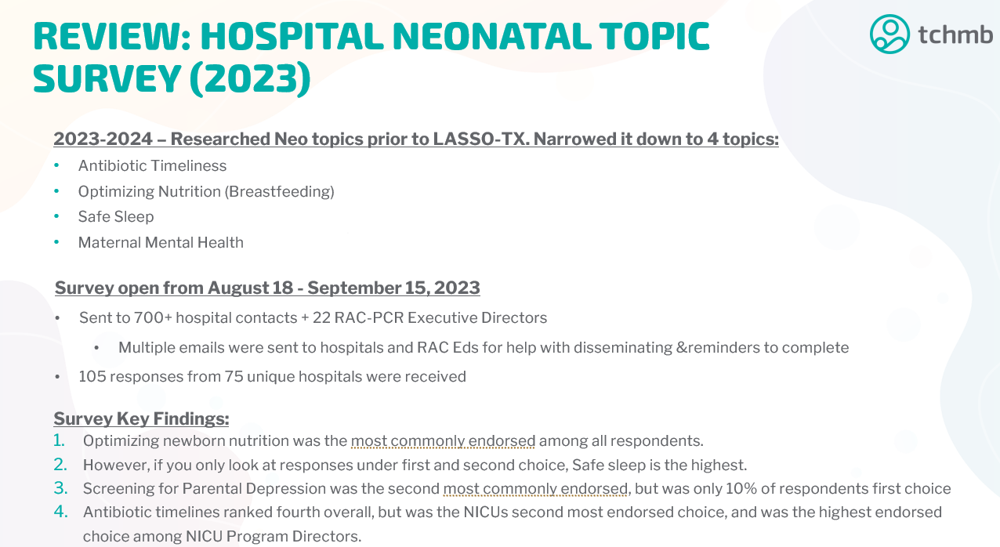 REVIEW: HOSPITAL NEONATAL TOPIC
SURVEY (2023)
tchmb
2023-2024 – Researched Neo topics prior to LASSO-TX. Narrowed it down to 4 topics:
• Antibiotic Timeliness
• Optimizing Nutrition (Breastfeeding)
• Safe Sleep
• Maternal Mental Health
Survey open from August 18 - September 15, 2023
• Sent to 700+ hospital contacts + 22 RAC-PCR Executive Directors
• Multiple emails were sent to hospitals and RAC Eds for help with disseminating &reminders to complete
• 105 responses from 75 unique hospitals were received
Survey Key Findings:
1. Optimizing newborn nutrition was the most commonly endorsed among all respondents.
2. However, if you only look at responses under first and second choice, Safe sleep is the highest.
3. Screening for Parental Depression was the second most commonly endorsed, but was only 10% of respondents first choice
4. Antibiotic timelines ranked fourth overall, but was the NICUs second most endorsed choice, and was the highest endorsed
choice among NICU Program Directors.